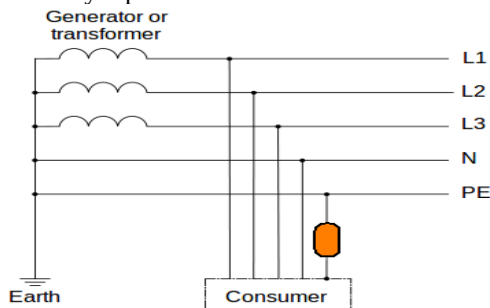 Generator or
transformer
L1
L2
L3
N
PE
Earth
Consumer